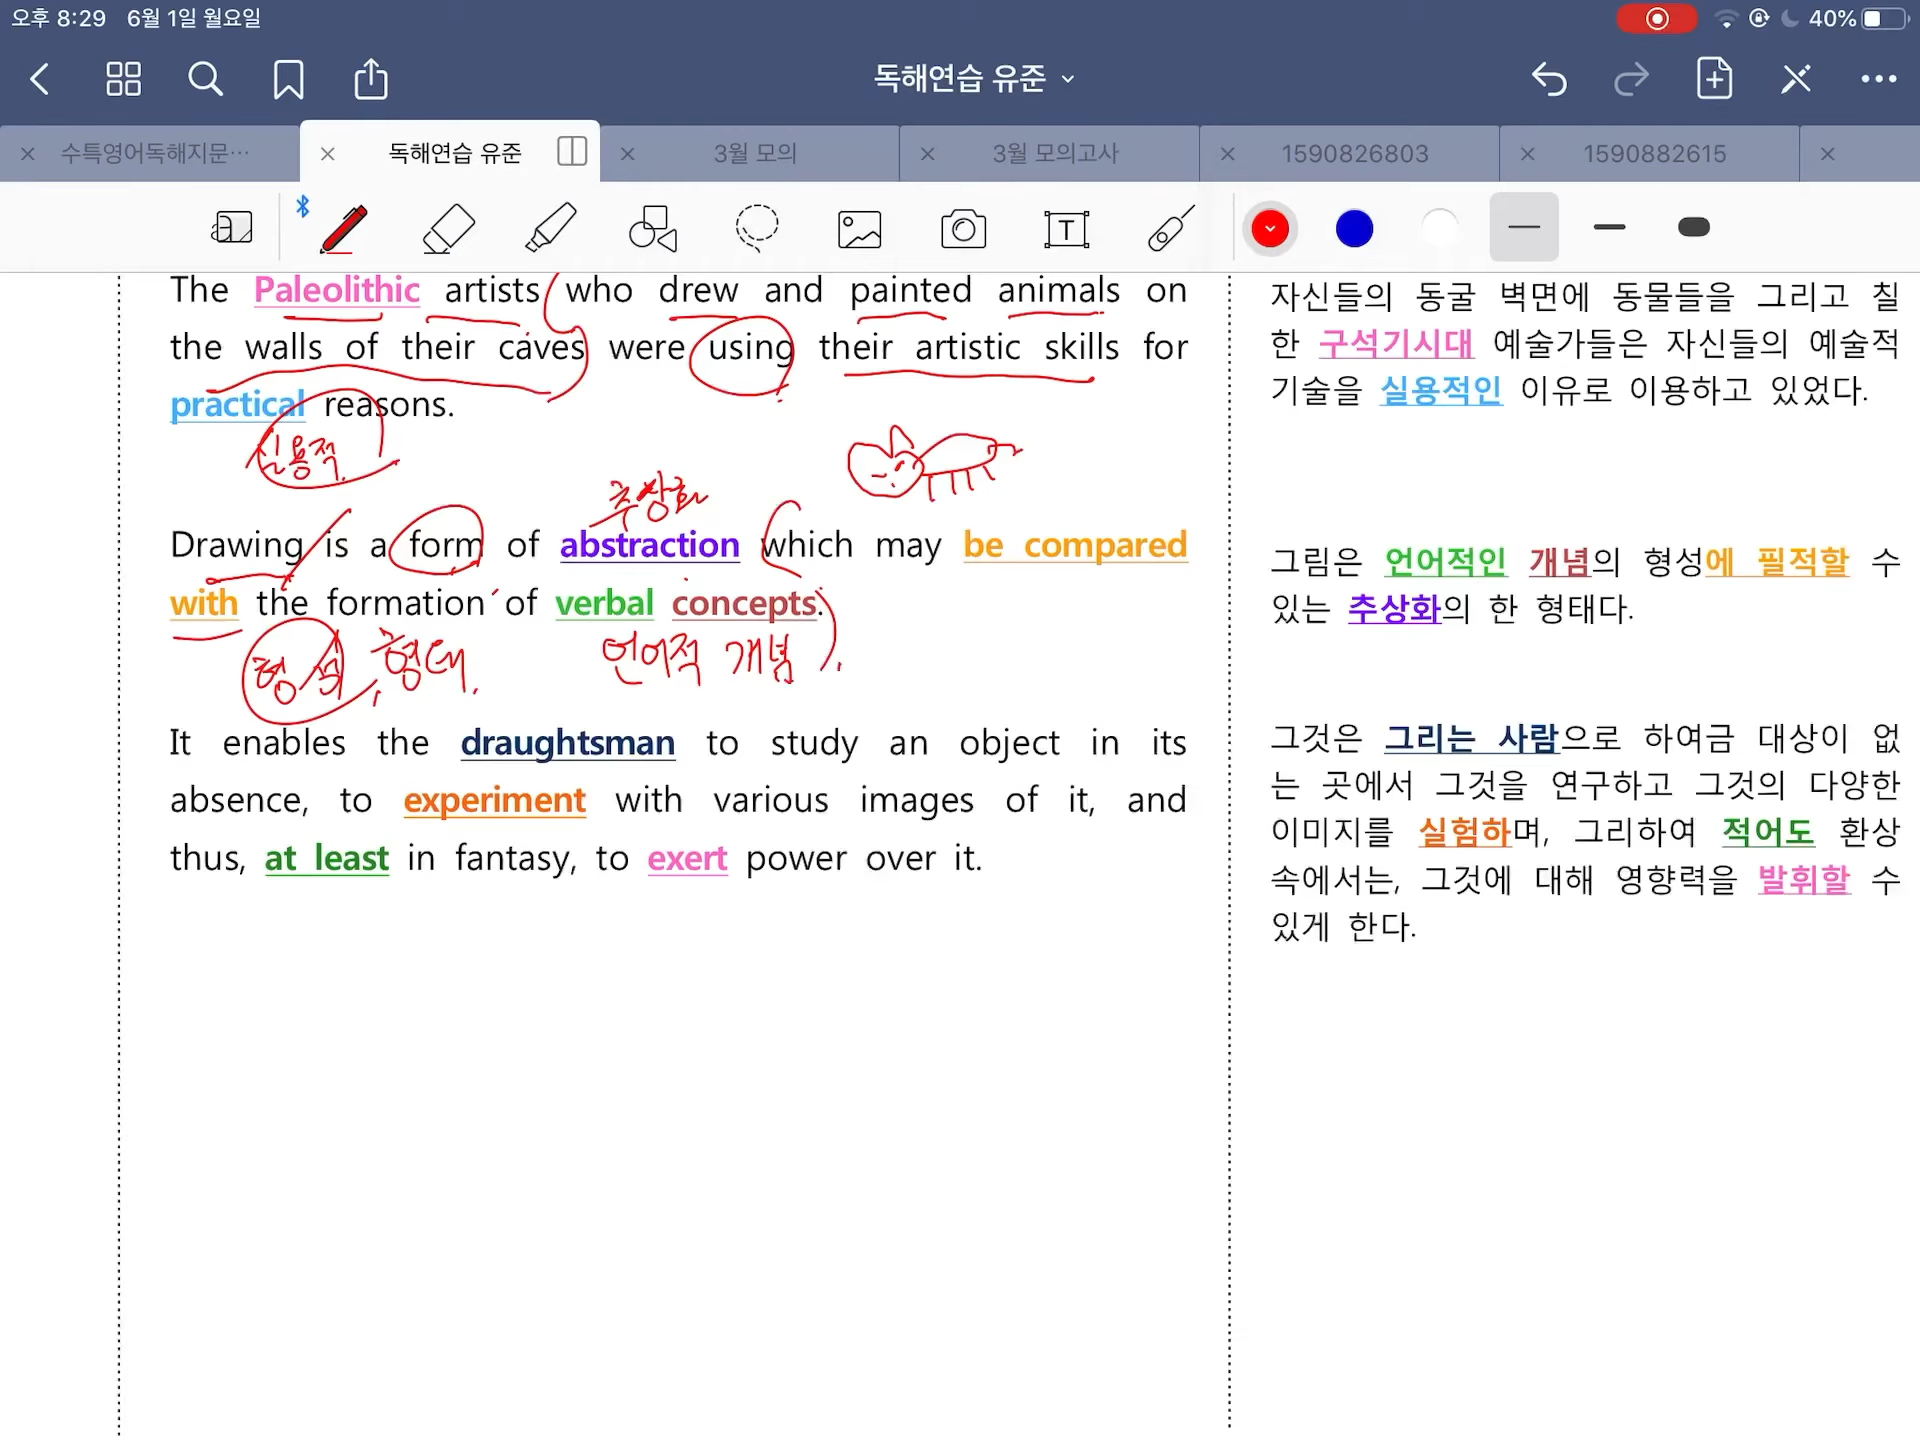 오후 8:29 6월 1일 월요일
40%
독해연습 유준
수특영어독해지문…
독해연습 유준
3월 모의
3월 모의고사
1590826803
1590882615
The Paleolithic artists who drew and painted animals on
the walls of their caves were using their artistic skills for
practical reasons.
실용적
추상화
Drawing is a form of abstraction which may be compared
with the formation of verbal concepts.
형식, 형태.
언어적 개념
It enables the draughtsman to study an object in its
absence, to experiment with various images of it, and
thus, at least in fantasy, to exert power over it.
자신들의 동굴 벽면에 동물들을 그리고 칠
한 구석기시대 예술가들은 자신들의 예술적
기술을 실용적인 이유로 이용하고 있었다.
그림은 언어적인 개념의 형성에 필적할 수
있는 추상화의 한 형태다.
그것은 그리는 사람으로 하여금 대상이 없
는 곳에서 그것을 연구하고 그것의 다양한
이미지를 실험하며, 그리하여 적어도 환상
속에서는, 그것에 대해 영향력을 발휘할 수
있게 한다.